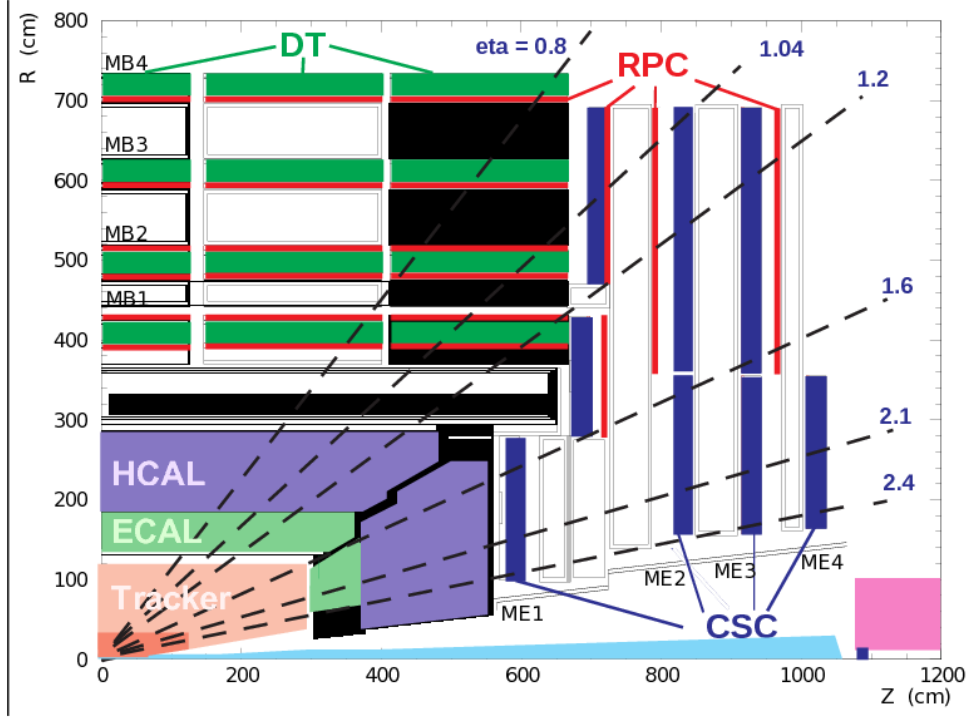 800
R (cm)
eta = 0.8
1.04
DT
MB4
RPC
1.2
700
MB3
600
MB2
500
MB1
1.6
400
300
2.1
HCAL
2.4
200
ECAL
100
Tracker
ME1
ME2
ME3
ME4
CSC
0
0
200
400
600
800
1000
1200
Z (cm)